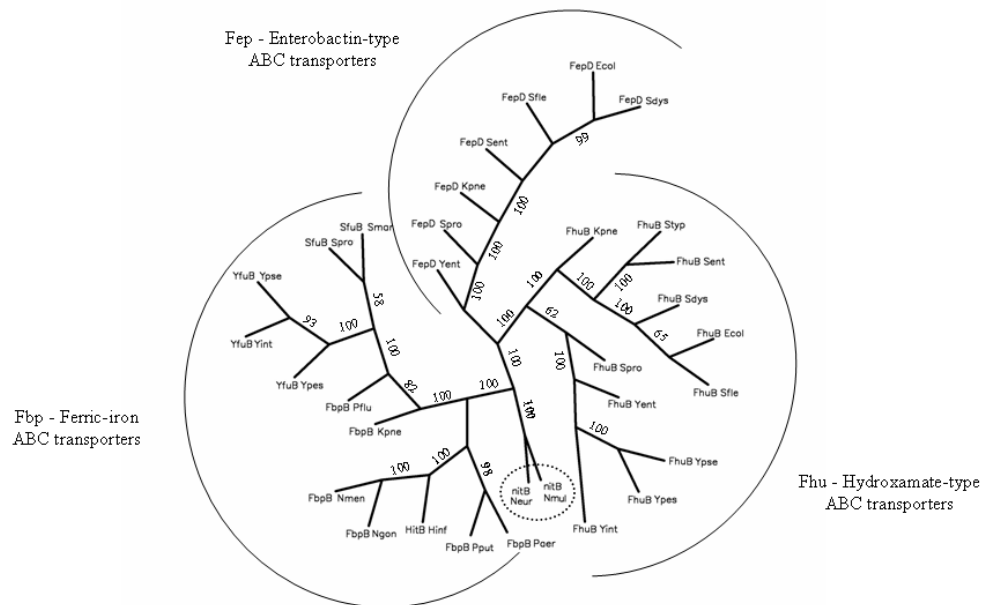 Fep - Enterobactin-type
ABC transporters
FepD Ecol
FepD Sdys
FepD Sfle
99
FepD Sent
100
FepD Kpne
100
FepD Spro
100
FepD Yent
SfuB Smar
SfuB Spro
58
YfuB Ypse
93
100
YfuB Yint
YfuB Ypes
100
FbpB Pflu
82
FbpB Kpne
100
100
100
100
100
FhuB Kpne
100
FhuB Styp
FhuB Sent
100
100
FhuB Sdys
100
65
FhuB Ecol
FhuB Sfle
62
FhuB Spro
100
FhuB Yent
100
FhuB Ypse
FhuB Ypes
FhuB Yint
Fbp - Ferric-iron
ABC transporters
100
100
98
FbpB Nmen
FbpB Ngon
HitB Hinf
FbpB Pput
FbpB Paer
nitB
Neur
nitB
Nmul
Fhu - Hydroxamate-type
ABC transporters